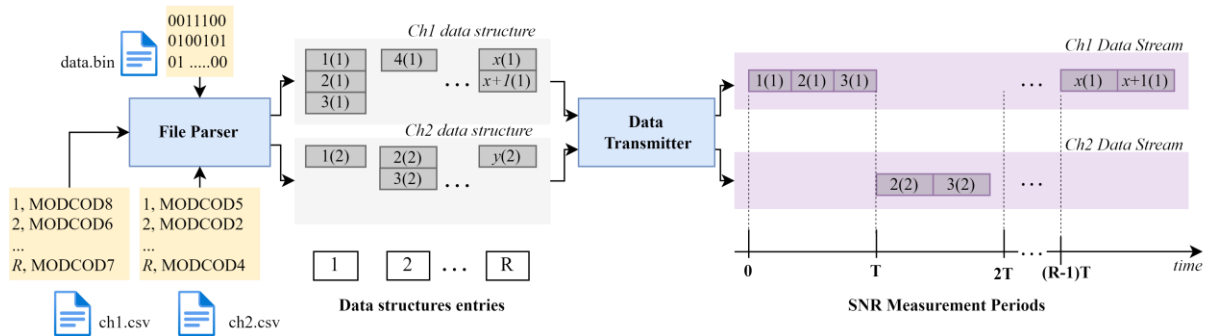 data.bin
0011100
0100101
01 .....00
File Parser
1, MODCOD8
2, MODCOD6
...
R, MODCOD7
ch1.csv
1, MODCOD5
2, MODCOD2
...
R, MODCOD4
ch2.csv
Ch1 data structure
1(1)
2(1)
3(1)
4(1)
...
x(1)
x+1(1)
Ch2 data structure
1(2)
2(2)
3(2)
...
y(2)
1
2
...
R
Data structures entries
Data
Transmitter
Ch1 Data Stream
1(1) 2(1) 3(1) ... x(1) x+1(1)
Ch2 Data Stream
2(2) 3(2) ...
0 T 2T ... (R-1)T time
SNR Measurement Periods